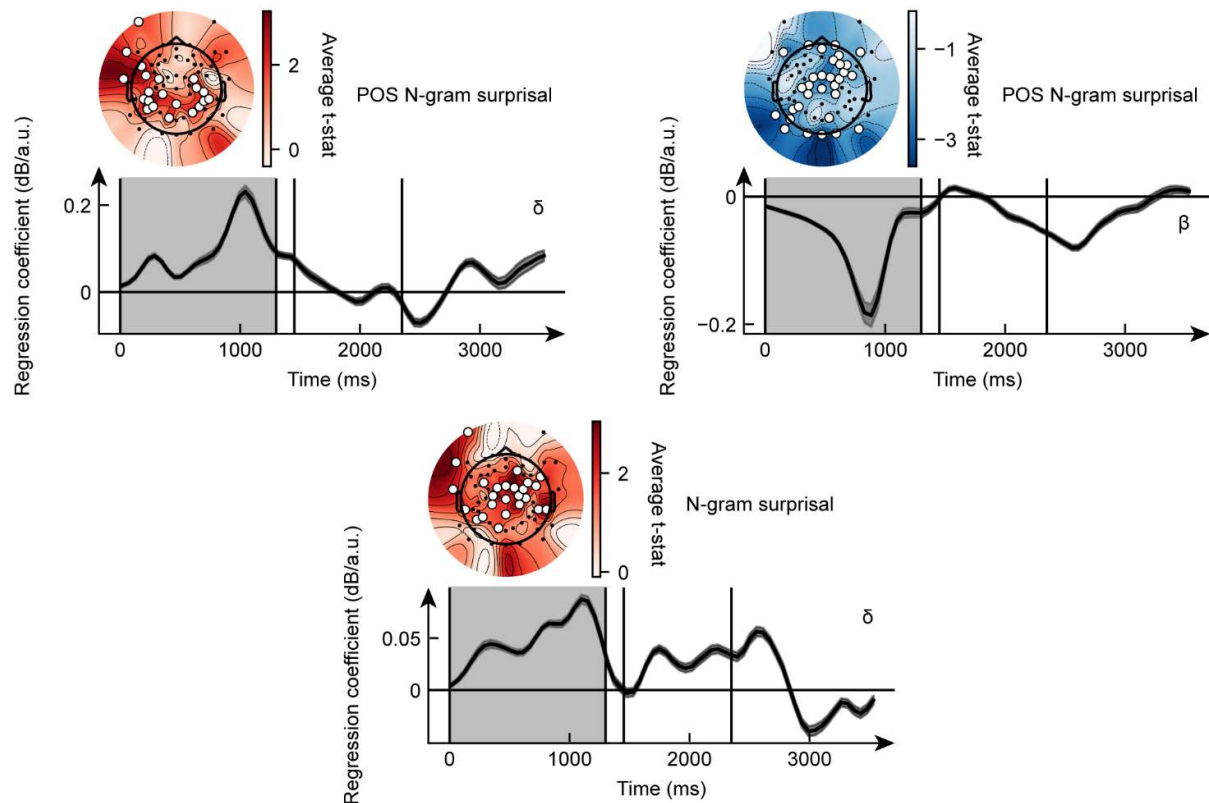 2
0
Average t-stat
POS N-gram surprisal
Regression coefficient (dB/a.u.)
0.2
0
δ
0
1000
2000
3000
Time (ms)
−1
−3
Average t-stat
POS N-gram surprisal
Regression coefficient (dB/a.u.)
0
−0.2
β
0
1000
2000
3000
Time (ms)
2
0
Average t-stat
N-gram surprisal
Regression coefficient (dB/a.u.)
0.05
0
δ
0
1000
2000
3000
Time (ms)